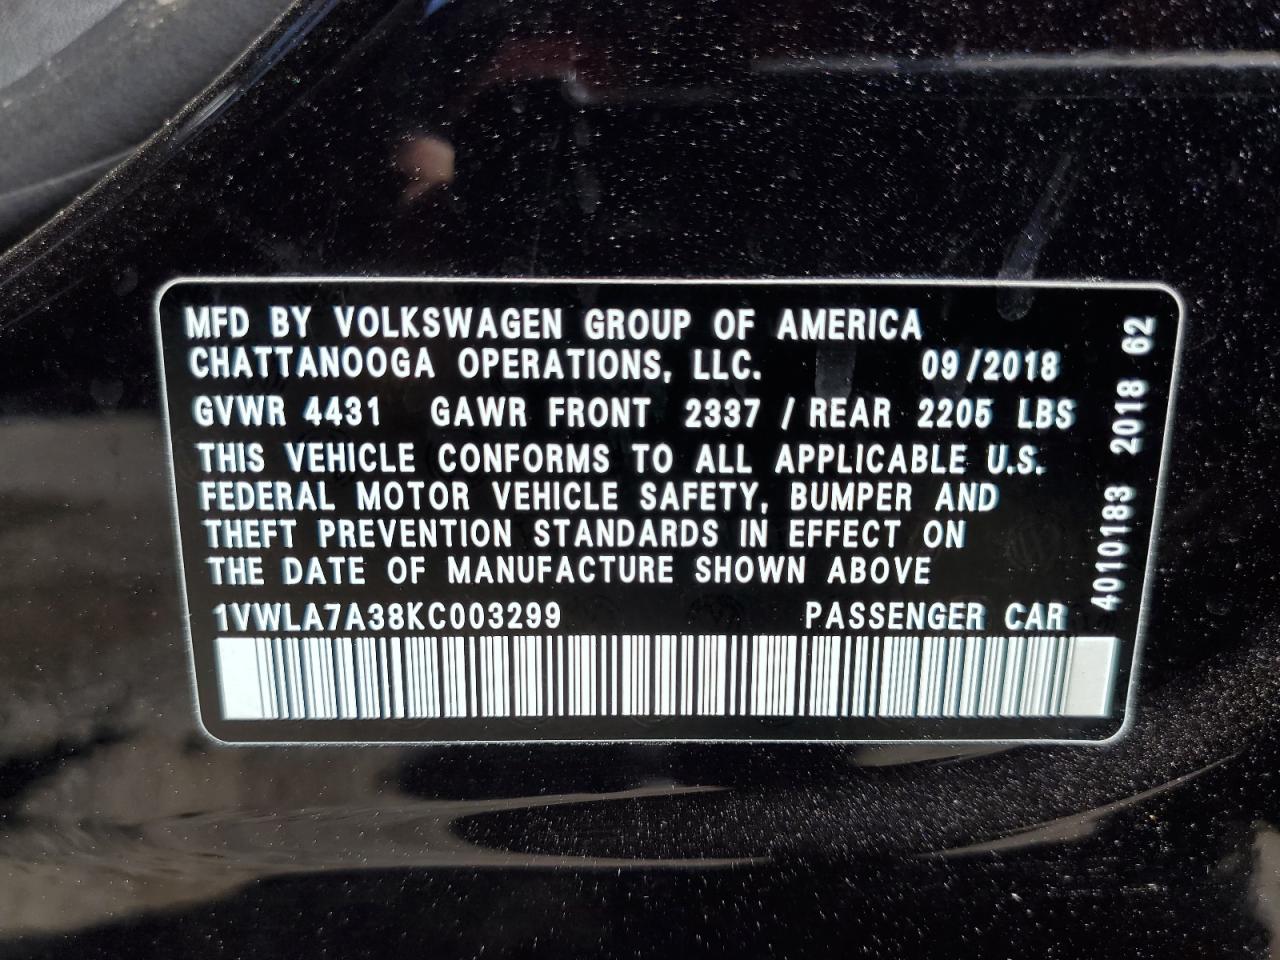 MFD BY VOLKSWAGEN GROUP OF AMERICA
CHATTANOOGA OPERATIONS, LLC. 09/2018
GVWR 4431 GAWR FRONT 2337 / REAR 2205 LBS
THIS VEHICLE CONFORMS TO ALL APPLICABLE U.S.
FEDERAL MOTOR VEHICLE SAFETY, BUMPER AND
THEFT PREVENTION STANDARDS IN EFFECT ON
THE DATE OF MANUFACTURE SHOWN ABOVE
1VWLA7A38KC003299 PASSENGER CAR
4010183 2018 62